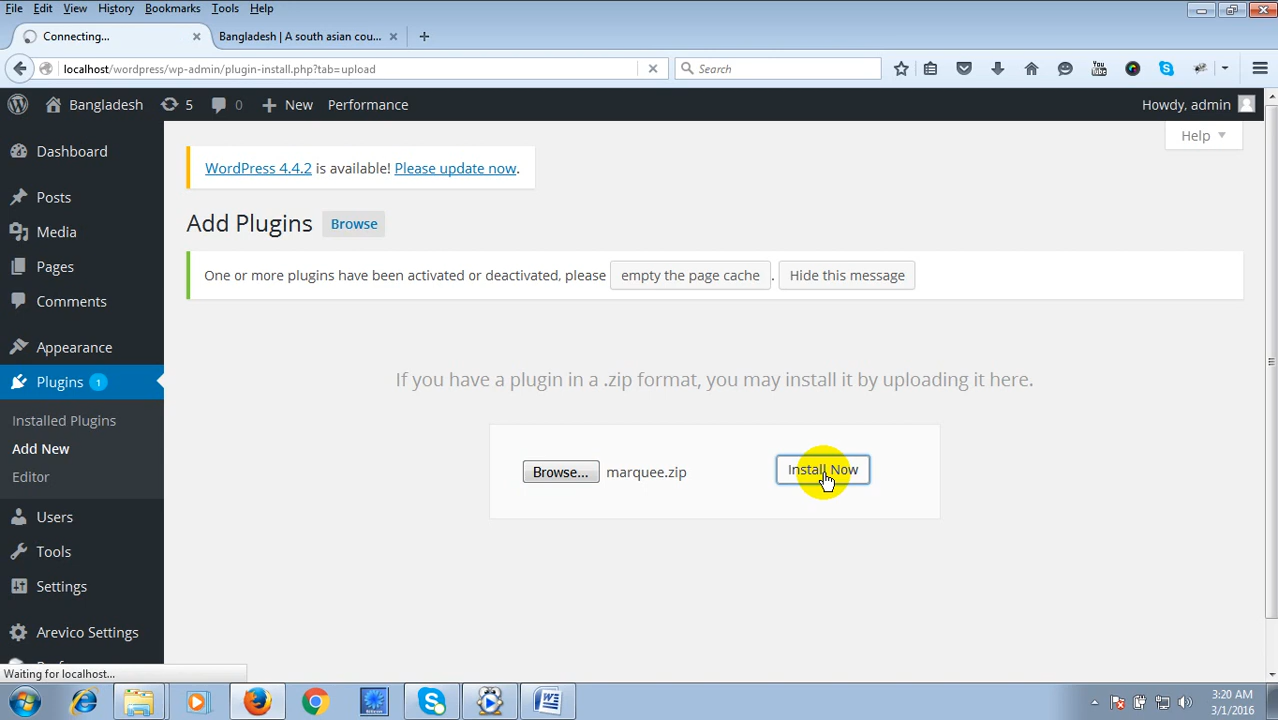 File Edit View History Bookmarks Tools Help
Connecting... × Bangladesh | A south asian cou... × +
localhost/wordpress/wp-admin/plugin-install.php?tab=upload Search
Bangladesh 5 0 + New Performance Howdy, admin
Help
Dashboard
WordPress 4.4.2 is available! Please update now.
Posts
Add Plugins Browse
Media
Pages
One or more plugins have been activated or deactivated, please empty the page cache . Hide this message
Comments
Appearance
Plugins 1
If you have a plugin in a .zip format, you may install it by uploading it here.
Installed Plugins
Add New
Browse... marquee.zip Install Now
Editor
Users
Tools
Settings
Arevico Settings
Waiting for localhost...
3:20 AM
3/1/2016